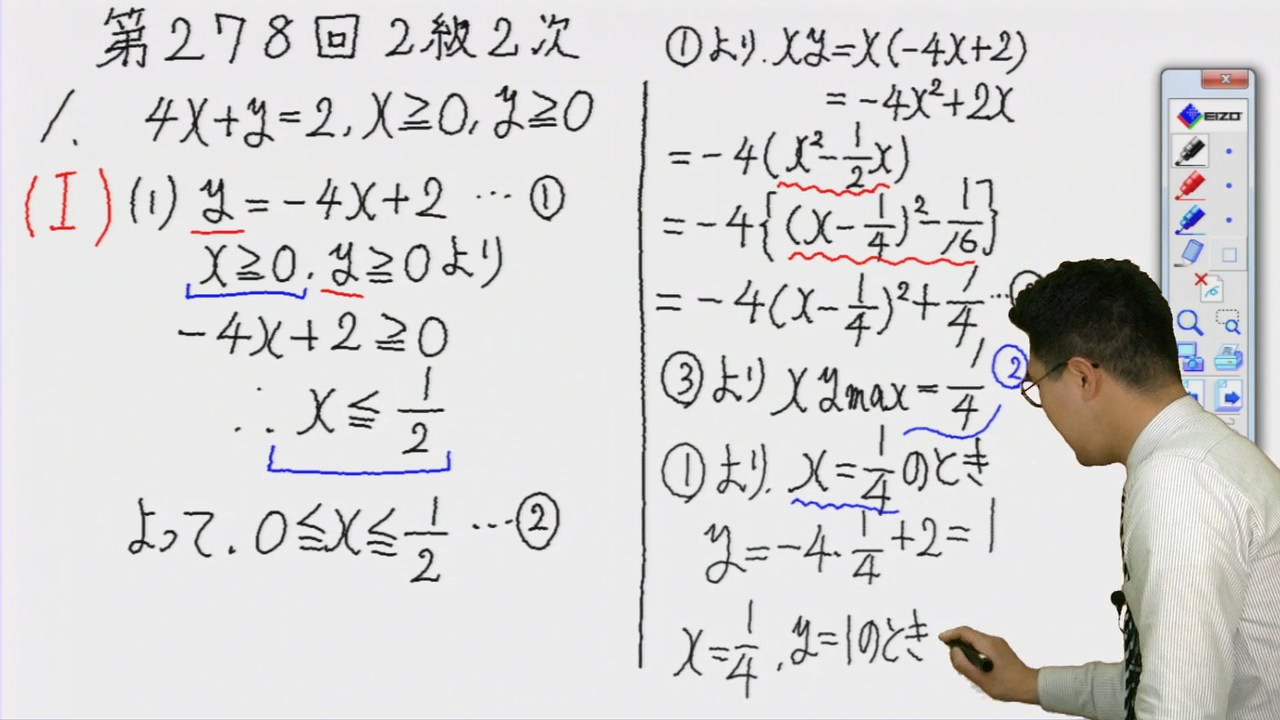 第278回2級2次
1. 4x+y=2, x≧0, y≧0
(I) (1) y=-4x+2 … ①
x≧0, y≧0より
-4x+2≧0
∴ x≦1/2
よって, 0≦x≦1/2 …②
①より, xy=x(-4x+2)
=-4x²+2x
=-4(x²-1/2x)
=-4{(x-1/4)²-1/16}
=-4(x-1/4)²+1/4 …
③より xymax=1/4 ②
①より, x=1/4のとき
y=-4・1/4+2=1
x=1/4, y=1のとき
EIZO